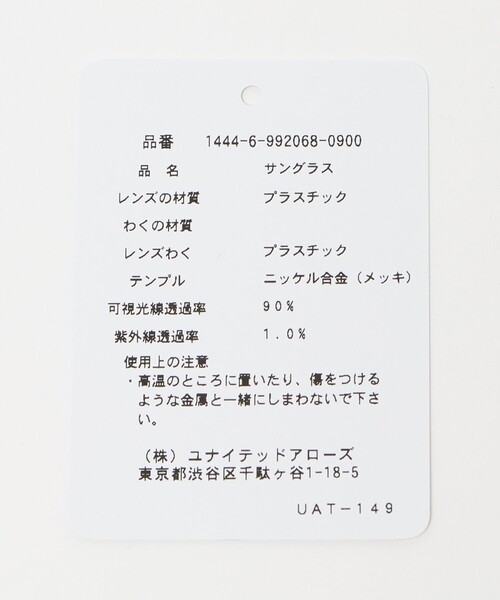 品番 1444-6-992068-0900
品 名 サングラス
レンズの材質 プラスチック
わくの材質
レンズわく プラスチック
テンプル ニッケル合金（メッキ）
可視光線透過率 90%
紫外線透過率 1.0%
使用上の注意
・高温のところに置いたり、傷をつける
ような金属と一緒にしまわないで下さ
い。
（株）ユナイテッドアローズ
東京都渋谷区千駄ヶ谷1-18-5
UAT－149